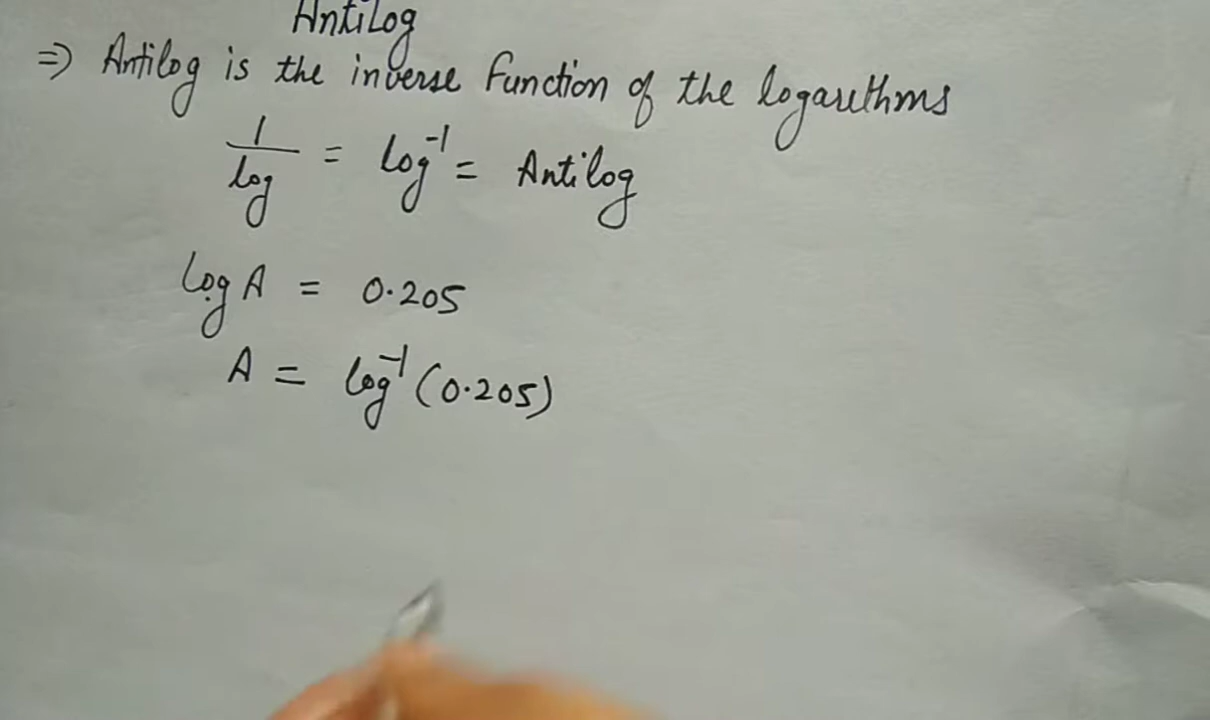 Antilog
⇒ Antilog is the inverse function of the logarithms
1/log = log⁻¹ = Antilog
log A = 0.205
A = log⁻¹ (0.205)